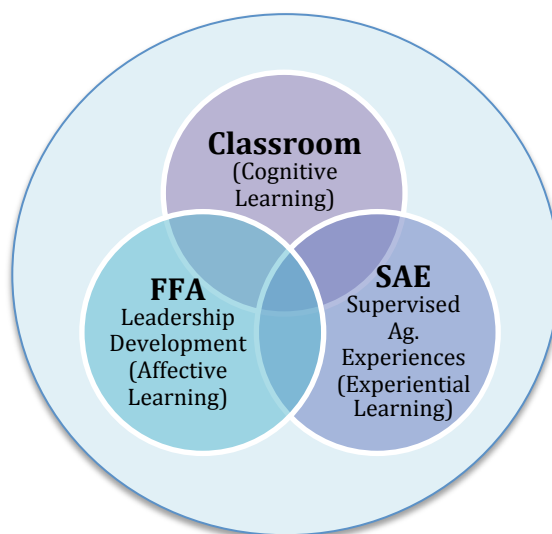 Classroom
(Cognitive
Learning)
FFA
Leadership
Development
(Affective
Learning)
SAE
Supervised
Ag.
Experiences
(Experiential
Learning)